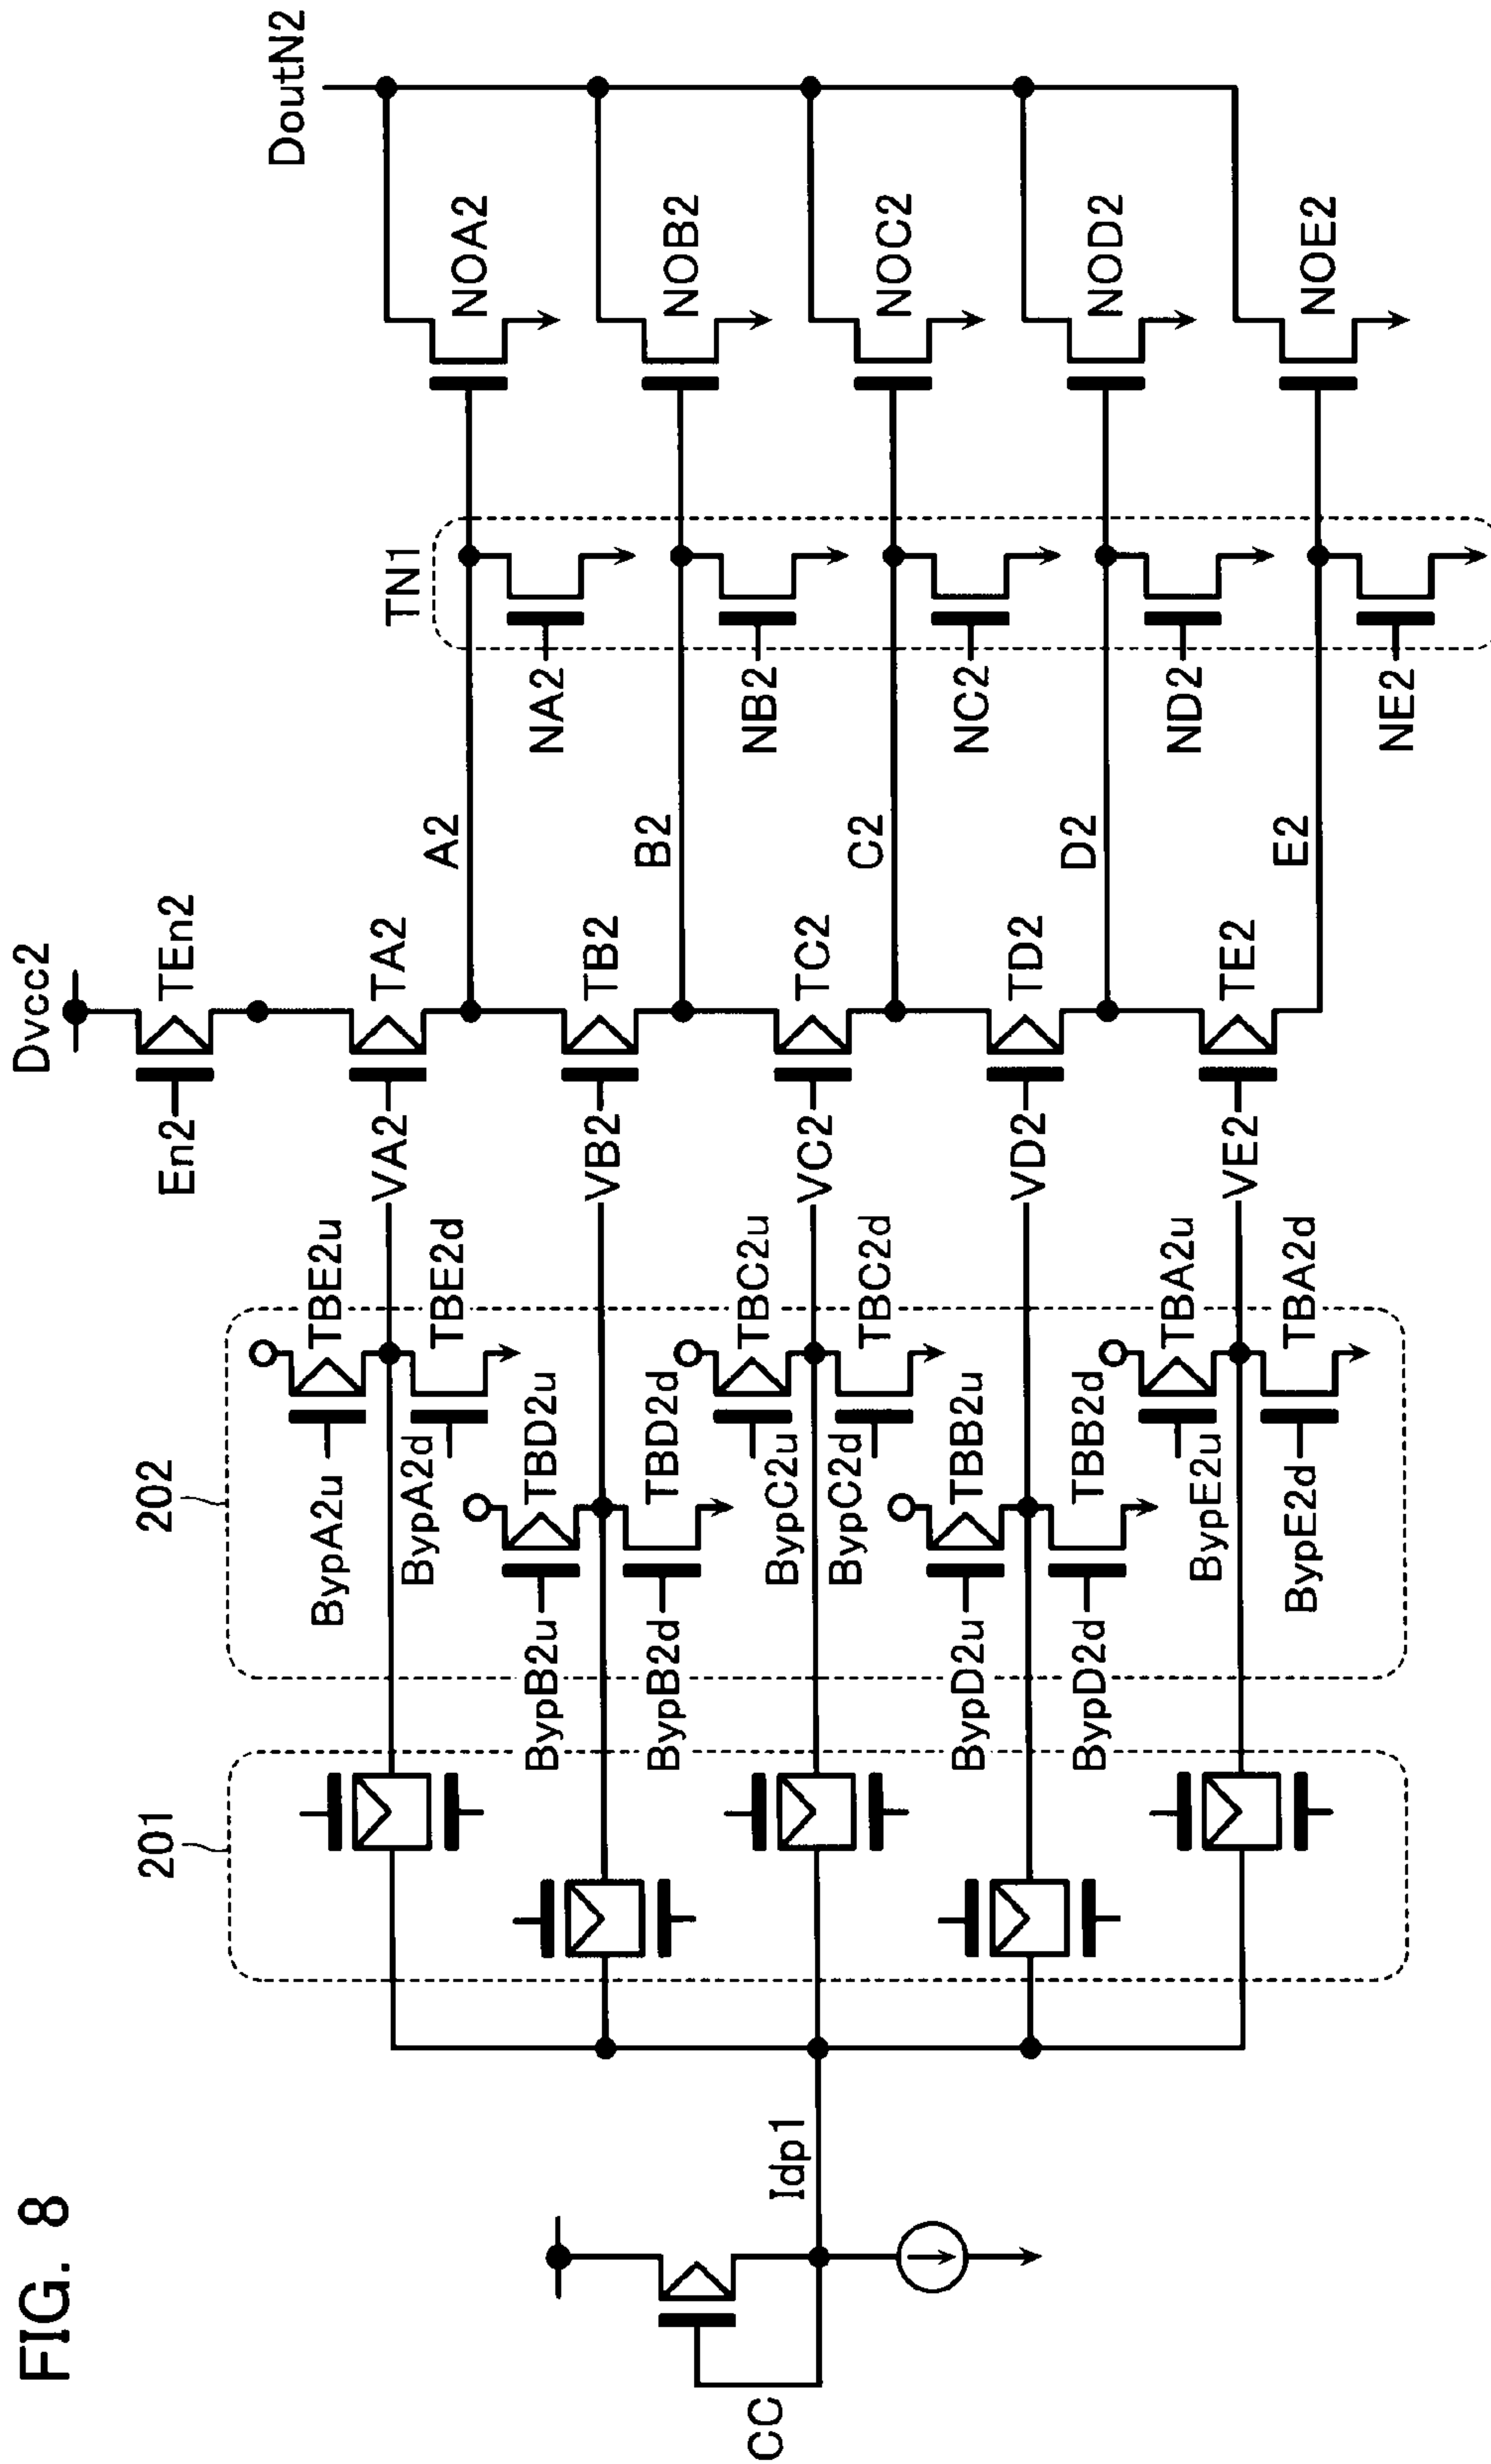 FIG. 8
Dvcc2
En2
TEn2
DoutN2
202
201
TN1
BypA2u
TBE2u
VA2
TA2
A2
NOA2
BypA2d
TBE2d
NA2
BypB2u
TBD2u
VB2
TB2
B2
NOB2
BypB2d
TBD2d
NB2
CC
Idp1
BypC2u
TBC2u
VC2
TC2
C2
NOC2
BypC2d
TBC2d
NC2
BypD2u
TBB2u
VD2
TD2
D2
NOD2
BypD2d
TBB2d
ND2
BypE2u
TBA2u
VE2
TE2
E2
NOE2
BypE2d
TBA2d
NE2